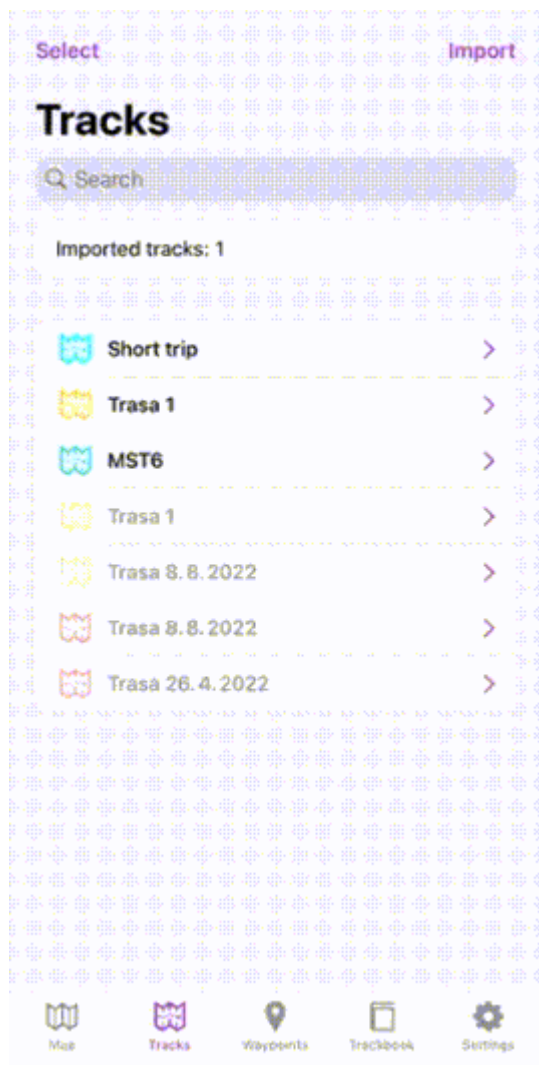 Select
Import
Tracks
Search
Imported tracks: 1
Short trip
Trasa 1
MST6
Trasa 1
Trasa 8. 8. 2022
Trasa 8. 8. 2022
Trasa 26. 4. 2022
Map
Tracks
Waypoints
Trackbook
Settings